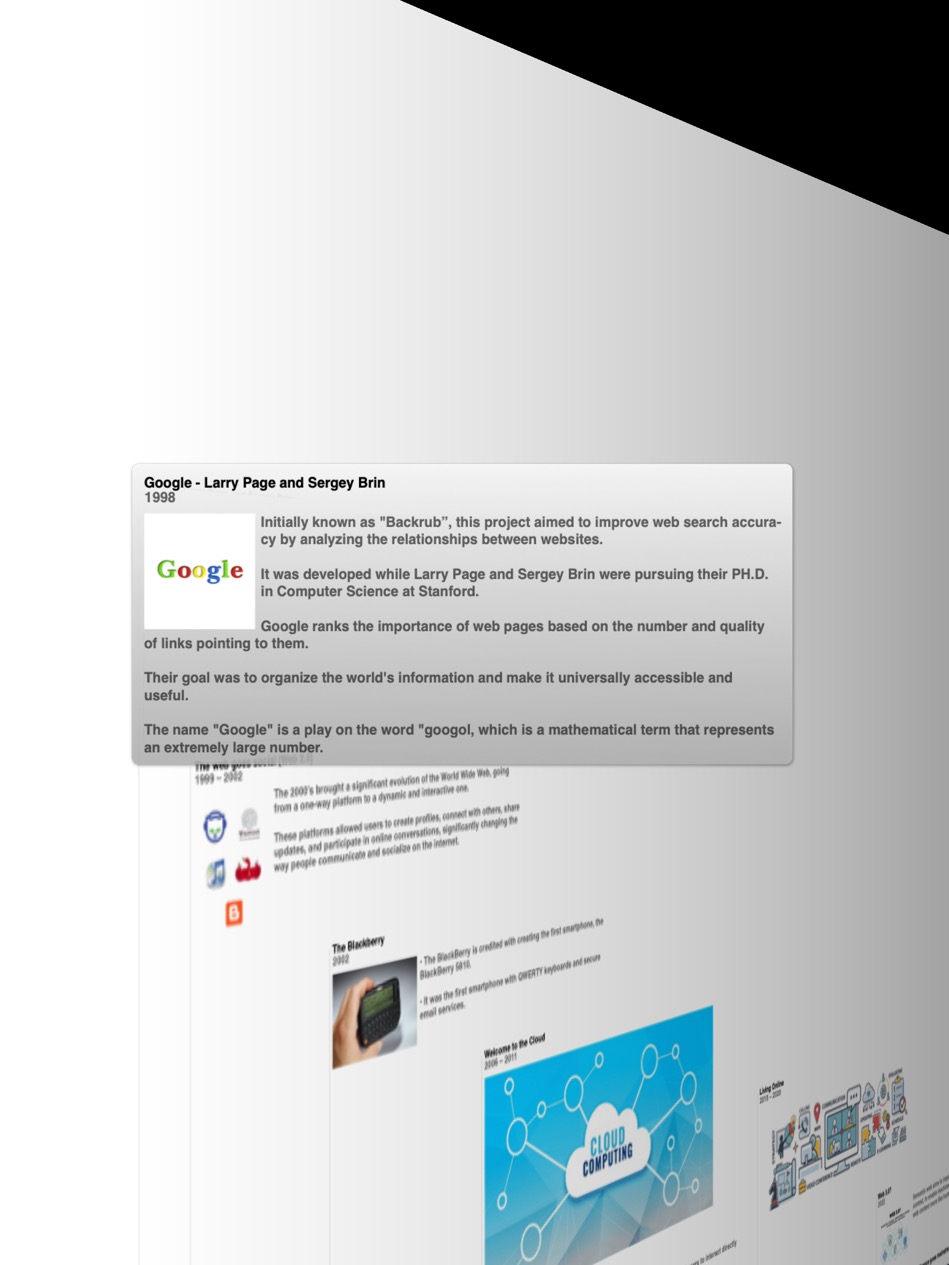 Google - Larry Page and Sergey Brin
1998
Google
Initially known as "Backrub”, this project aimed to improve web search accura-
cy by analyzing the relationships between websites.
It was developed while Larry Page and Sergey Brin were pursuing their PH.D.
in Computer Science at Stanford.
Google ranks the importance of web pages based on the number and quality
of links pointing to them.
Their goal was to organize the world's information and make it universally accessible and
useful.
The name "Google" is a play on the word "googol, which is a mathematical term that represents
an extremely large number.
The web goes social
1999 – 2002
The 2000's brought a significant evolution of the World Wide Web, going
from a one-way platform to a dynamic and interactive one.
These platforms allowed users to create profiles, connect with others, share
updates, and participate in online conversations, significantly changing the
way people communicate and socialize on the internet.
The Blackberry
2002
- The BlackBerry is credited with creating the first smartphone, the
BlackBerry 5810.
- It was the first smartphone with QWERTY keyboards and secure
email services.
Welcome to the Cloud
2006 – 2011
CLOUD
COMPUTING
to interact directly
Living Online
COMMUNICATION
VIDEO CONFERENCE
Web 3.0?